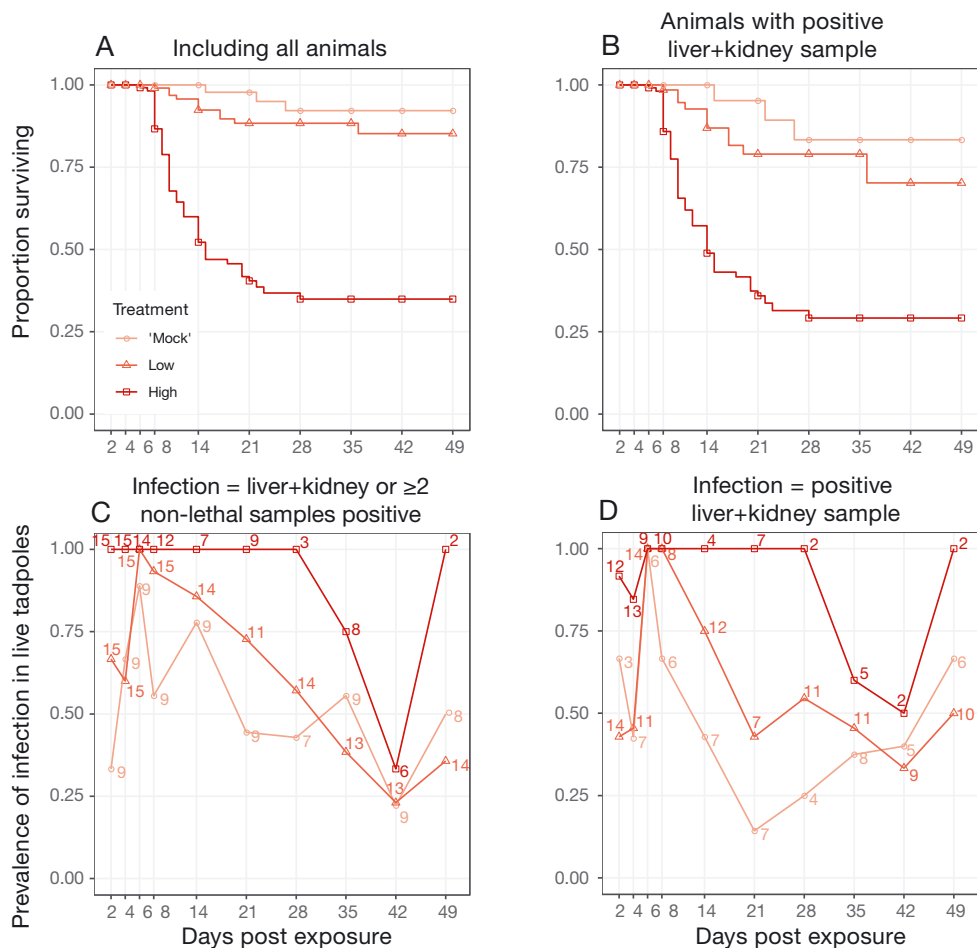 A
Including all animals
B
Animals with positive
liver+kidney sample
Proportion surviving
1.00
0.75
0.50
0.25
0.00
Treatment
'Mock'
Low
High
2 4 6 8 14 21 28 35 42 49
1.00
0.75
0.50
0.25
0.00
2 4 6 8 14 21 28 35 42 49
C
Infection = liver+kidney or ≥2
non-lethal samples positive
D
Infection = positive
liver+kidney sample
Prevalence of infection in live tadpoles
1.00
0.75
0.50
0.25
0.00
15 15 14 12 7 9 3 8 6 2
15 15 15 15 14 11 14 13 13 14
9 9 9 9 9 9 7 9 9 8
2 4 6 8 14 21 28 35 42 49
Days post exposure
1.00
0.75
0.50
0.25
0.00
12 13 9 10 4 7 2 5 2 2
14 11 14 8 12 7 11 11 9 10
3 7 6 6 7 7 4 8 5 6
2 4 6 8 14 21 28 35 42 49
Days post exposure